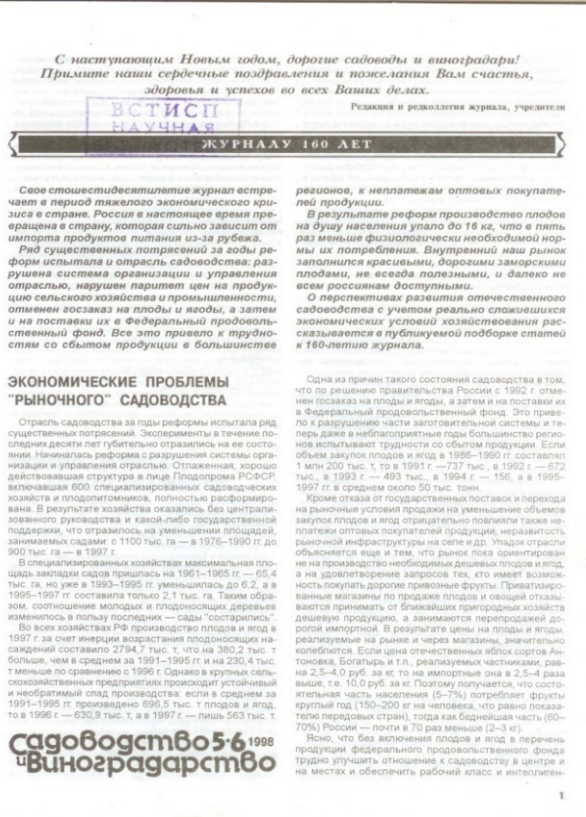 С наступающим Новым годом, дорогие садоводы и виноградари!
Примите наши сердечные поздравления и пожелания Вам счастья,
здоровья и успехов во всех Ваших делах.
Редакция и редколлегия журнала, учредители
ВСТИСП
НАУЧНАЯ
ЖУРНАЛУ 160 ЛЕТ
Свое стошестидесятилетие журнал встре-
чает в период тяжелого экономического кри-
зиса в стране. Россия в настоящее время пре-
вращена в страну, которая сильно зависит от
импорта продуктов питания из-за рубежа.
Ряд существенных потрясений за годы ре-
форм испытала и отрасль садоводства: раз-
рушена система организации и управления
отраслью, нарушен паритет цен на продук-
цию сельского хозяйства и промышленности,
отменен госзаказ на плоды и ягоды, а затем
и на поставки их в Федеральный продоволь-
ственный фонд. Все это привело к трудно-
стям со сбытом продукции в большинстве
регионов, к неплатежам оптовых покупате-
лей продукции.
В результате реформ производство плодов
на душу населения упало до 16 кг, что в пять
раз меньше физиологически необходимой нор-
мы их потребления. Внутренний наш рынок
заполнился красивыми, дорогими заморскими
плодами, не всегда полезными, и далеко не
всем россиянам доступными.
О перспективах развития отечественного
садоводства с учетом реально сложившихся
экономических условий хозяйствования рас-
сказывается в публикуемой подборке статей
к 160-летию журнала.
ЭКОНОМИЧЕСКИЕ ПРОБЛЕМЫ
"РЫНОЧНОГО" САДОВОДСТВА
Отрасль садоводства за годы реформы испытала ряд
существенных потрясений. Эксперименты в течение по-
следних десяти лет губительно отразились на ее состоя-
нии. Начиналась реформа с разрушения системы орга-
низации и управления отраслью. Отлаженная, хорошо
действовавшая структура в лице Плодопрома РСФСР,
включавшая 600 специализированных садоводческих
хозяйств и плодопитомников, полностью расформиро-
вана. В результате хозяйства оказались без централи-
зованного руководства и какой-либо государственной
поддержки, что отразилось на уменьшении площадей,
занимаемых садами, с 1100 тыс. га — в 1976–1990 гг. до
900 тыс. га — в 1997 г.
В специализированных хозяйствах максимальная пло-
щадь закладки садов пришлась на 1961–1965 гг. — 65,4
тыс. га, но уже в 1993–1995 гг. уменьшилась до 6,2, а в
1995–1997 гг. составила только 2,1 тыс. га. Таким обра-
зом, соотношение молодых и плодоносящих деревьев
изменилось в пользу последних — сады "состарились".
Во всех хозяйствах РФ производство плодов и ягод в
1997 г. за счет инерции возрастания плодоносящих на-
саждений составило 2794,7 тыс. т, что на 380,2 тыс. т
больше, чем в среднем за 1991–1995 гг. и на 230,4 тыс.
т меньше по сравнению с 1996 г. Однако в крупных сель-
скохозяйственных предприятиях происходит устойчивый
и необратимый спад производства: если в среднем за
1991–1995 гг. произведено 696,5 тыс. т плодов и ягод,
то в 1996 г. — 630,9 тыс. т, а в 1997 г. — лишь 563 тыс. т.
Одна из причин такого состояния садоводства в том,
что по решению правительства России с 1992 г. отме-
нен госзаказ на плоды и ягоды, а затем и на поставки их
в Федеральный продовольственный фонд. Это приве-
ло к разрушению части заготовительной системы и те-
перь даже в неблагоприятные годы большинство регио-
нов испытывают трудности со сбытом продукции. Если
объем закупок плодов и ягод в 1986–1990 гг. составлял
1 млн 200 тыс. т, то в 1991 г. —737 тыс., в 1992 г. — 672
тыс., в 1993 г. — 493 тыс., в 1994 г. — 156, а в 1995–
1997 гг. в среднем около 50 тыс. тонн.
Кроме отказа от государственных поставок и перехода
на рыночные условия продажи на уменьшение объемов
закупок плодов и ягод отрицательно повлияли также не-
платежи оптовых покупателей продукции, неразвитость
рыночной инфраструктуры на селе и др. Упадок отрасли
объясняется еще и тем, что рынок пока ориентирован
не на производство необходимых дешевых плодов и ягод,
а на удовлетворение запросов тех, кто имеет возмож-
ность покупать дорогие привозные фрукты. Приватизиро-
ванные магазины по продаже плодов и овощей отказы-
ваются принимать от ближайших пригородных хозяйств
дешевую продукцию, а занимаются перепродажей до-
рогой импортной. В результате цены на плоды и ягоды,
реализуемые на рынке и через магазины, значительно
колеблются. Если цена отечественных яблок сортов Ан-
тоновка, Богатырь и т.п., реализуемых частниками, рав-
на 2,5–4,0 руб. за кг, то на импортные она в 2,5–4 раза
выше, т.е. 10,0 руб. за кг. Поэтому получается, что состо-
ятельная часть населения (5–7%) потребляет фрукты
круглый год (150–200 кг на человека, что равно показа-
телю передовых стран), тогда как беднейшая часть (60–
70%) России — почти в 70 раз меньше (2–3 кг).
Ясно, что без включения плодов и ягод в перечень
продукции федерального продовольственного фонда
трудно улучшить отношение к садоводству в центре и
на местах и обеспечить рабочий класс и интеллиген-
садоводство 5·6 1998
и виноградарство
1